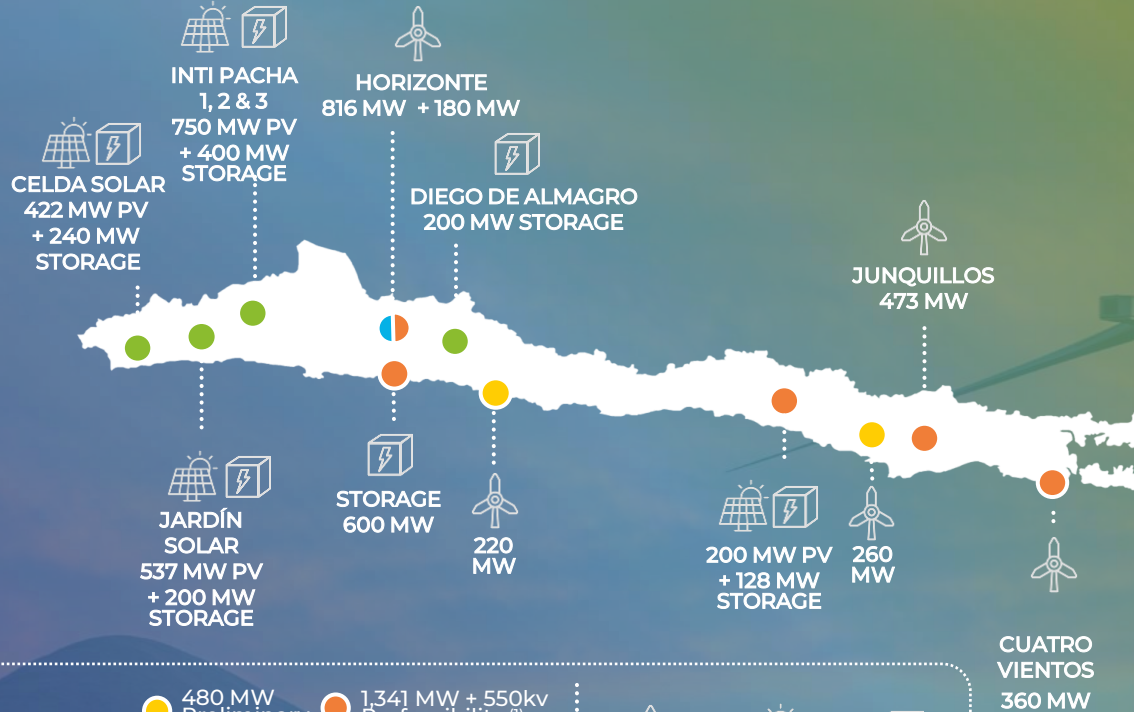 INTI PACHA
1, 2 & 3
750 MW PV
+ 400 MW
STORAGE
HORIZONTE
816 MW + 180 MW
CELDA SOLAR
422 MW PV
+ 240 MW
STORAGE
DIEGO DE ALMAGRO
200 MW STORAGE
JUNQUILLOS
473 MW
JARDÍN
SOLAR
537 MW PV
+ 200 MW
STORAGE
STORAGE
600 MW
220
MW
200 MW PV
+ 128 MW
STORAGE
260
MW
CUATRO
VIENTOS
360 MW
480 MW
1,341 MW + 550kv